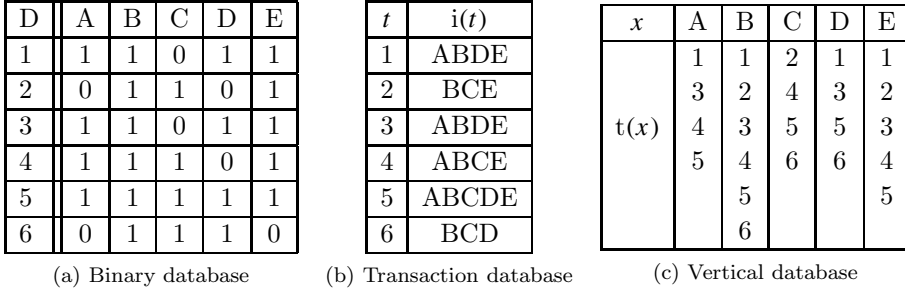 D A B C D E
1 1 1 0 1 1
2 0 1 1 0 1
3 1 1 0 1 1
4 1 1 1 0 1
5 1 1 1 1 1
6 0 1 1 1 0
(a) Binary database
t i(t)
1 ABDE
2 BCE
3 ABDE
4 ABCE
5 ABCDE
6 BCD
(b) Transaction database
x A B C D E
t(x)
1 1 2 1 1
3 2 4 3 2
4 3 5 5 3
5 4 6 6 4
5 5
6
(c) Vertical database